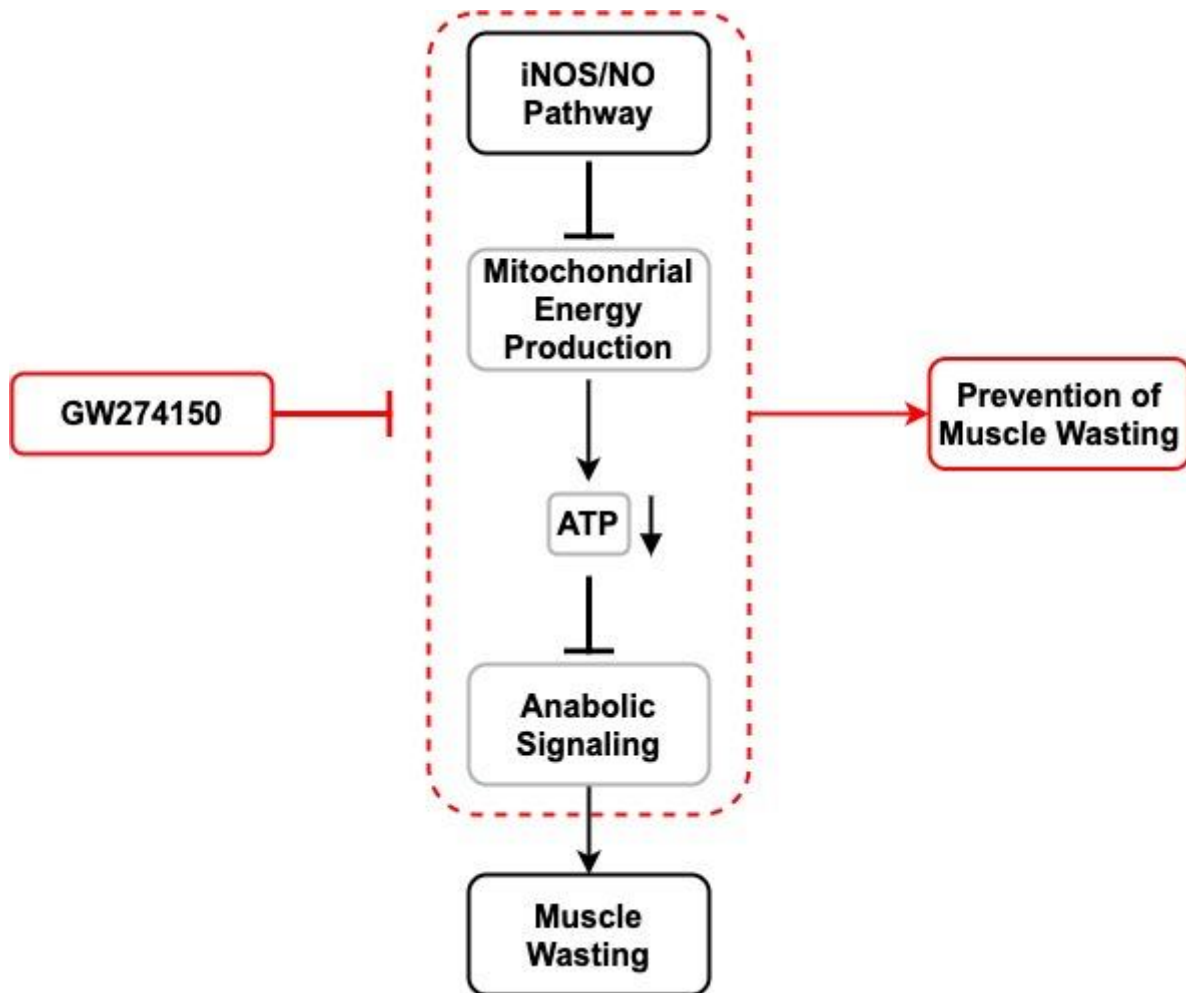 iNOS/NO
Pathway
Mitochondrial
Energy
Production
GW274150
Prevention of
Muscle Wasting
ATP
Anabolic
Signaling
Muscle
Wasting